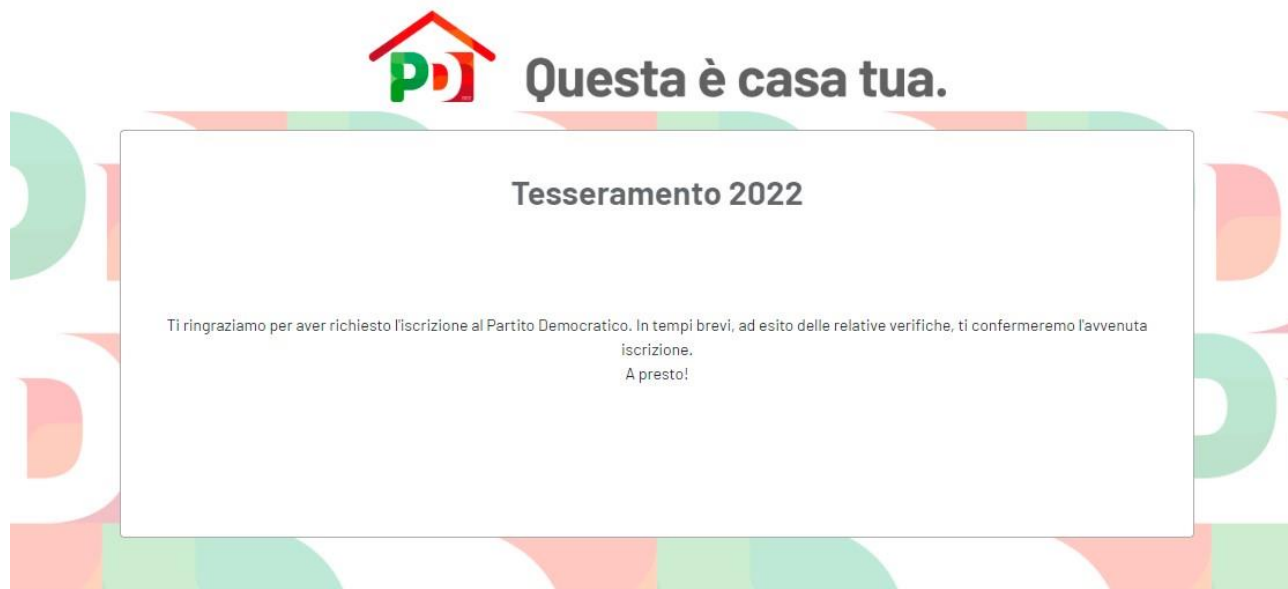 PD
Questa è casa tua.
Tesseramento 2022
Ti ringraziamo per aver richiesto l'iscrizione al Partito Democratico. In tempi brevi, ad esito delle relative verifiche, ti confermeremo l'avvenuta
iscrizione.
A presto!